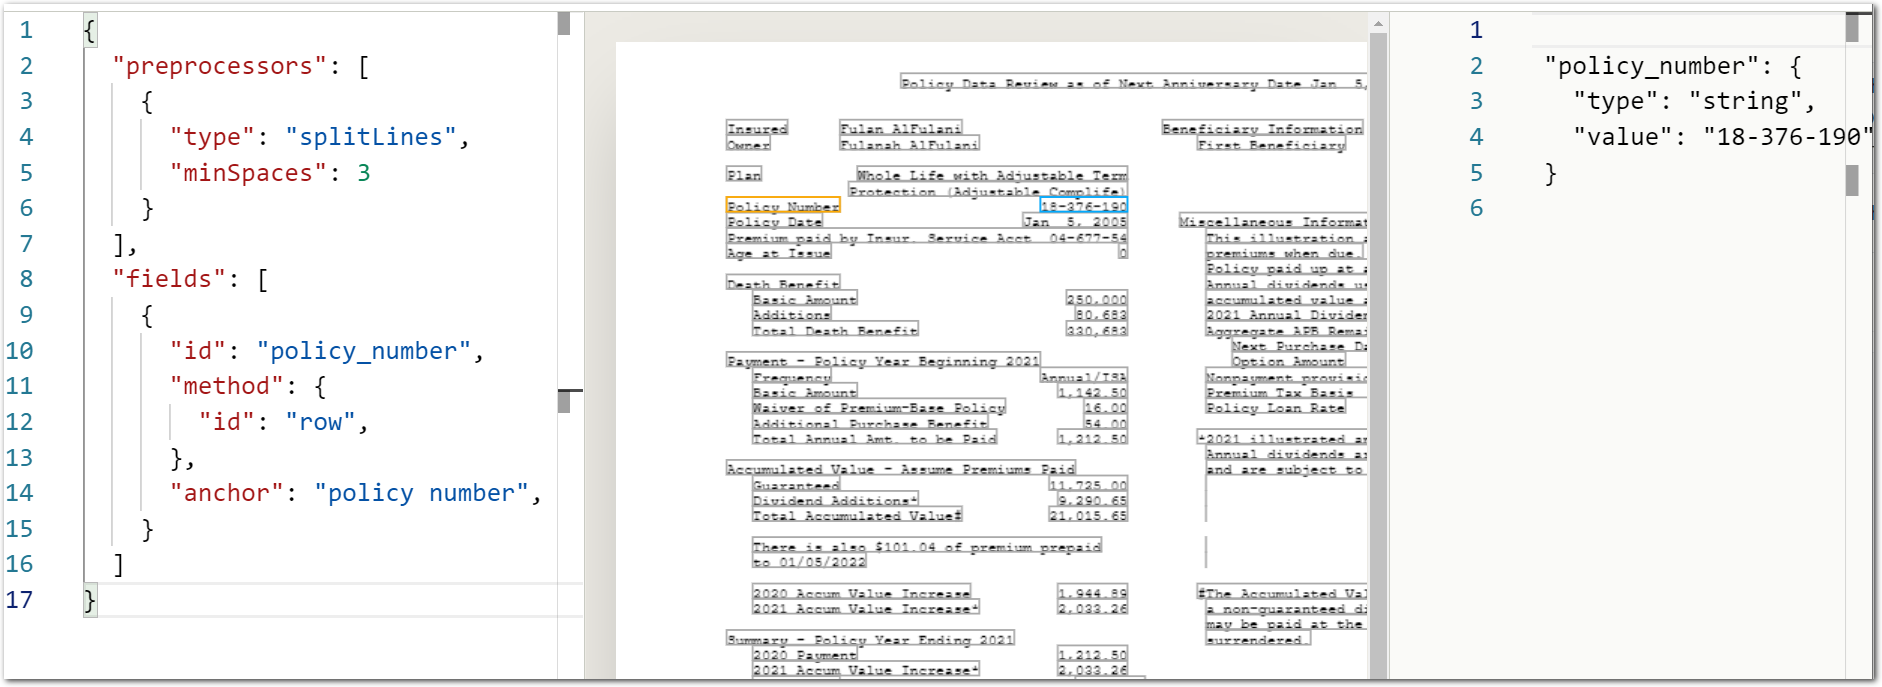 1 {
2 "preprocessors": [
3 {
4 "type": "splitLines",
5 "minSpaces": 3
6 }
7 ],
8 "fields": [
9 {
10 "id": "policy_number",
11 "method": {
12 "id": "row",
13 },
14 "anchor": "policy number",
15 }
16 ]
17 }
Policy Data Review as of Next Anniversary Date Jan 5,
Insured Fulan AlFulani Beneficiary Information
Owner Fulanah AlFulani First Beneficiary
Plan Whole Life with Adjustable Term
Protection (Adjustable Complife)
Policy Number 18-376-190
Policy Date Jan 5, 2005 Miscellaneous Informat
Premium paid by Insur. Service Acct 04-677-54 This illustration
Age at Issue 0 premiums when due.
Policy paid up at a
Death Benefit Annual dividends us
Basic Amount 250,000 accumulated value
Additions 80,683 2021 Annual Dividen
Total Death Benefit 330,683 Aggregate APB Remai
Next Purchase Da
Payment - Policy Year Beginning 2021 Option Amount
Frequency Annual/ISA Nonpayment provisio
Basic Amount 1,142.50 Premium Tax Basis
Waiver of Premium-Base Policy 16.00 Policy Loan Rate
Additional Purchase Benefit 54.00
Total Annual Amt. to be Paid 1,212.50 *2021 illustrated
Annual dividends
Accumulated Value - Assume Premiums Paid and are subject to
Guaranteed 11,725.00
Dividend Additions* 9,290.65
Total Accumulated Value‡ 21,015.65
There is also $101.04 of premium prepaid
to 01/05/2022
2020 Accum Value Increase 1,944.89 ‡The Accumulated Val
2021 Accum Value Increase* 2,033.26 a non-guaranteed di
may be paid at the
Summary - Policy Year Ending 2021 surrendered.
2020 Payment 1,212.50
2021 Accum Value Increase* 2,033.26
1
2 "policy_number": {
3 "type": "string",
4 "value": "18-376-190"
5 }
6